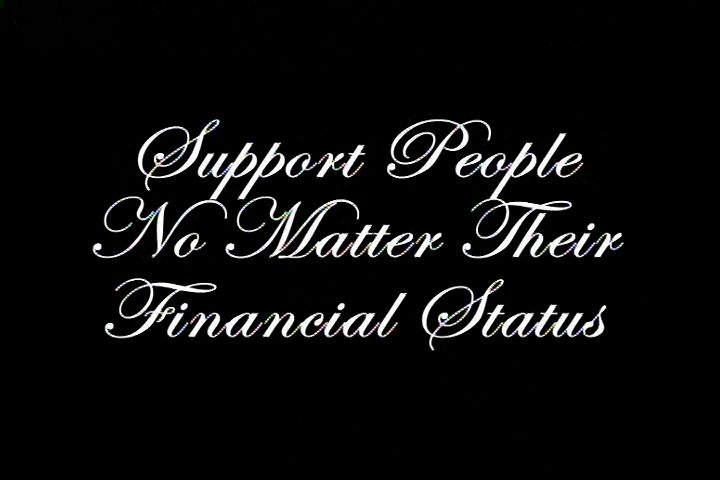 Support People
No Matter Their
Financial Status